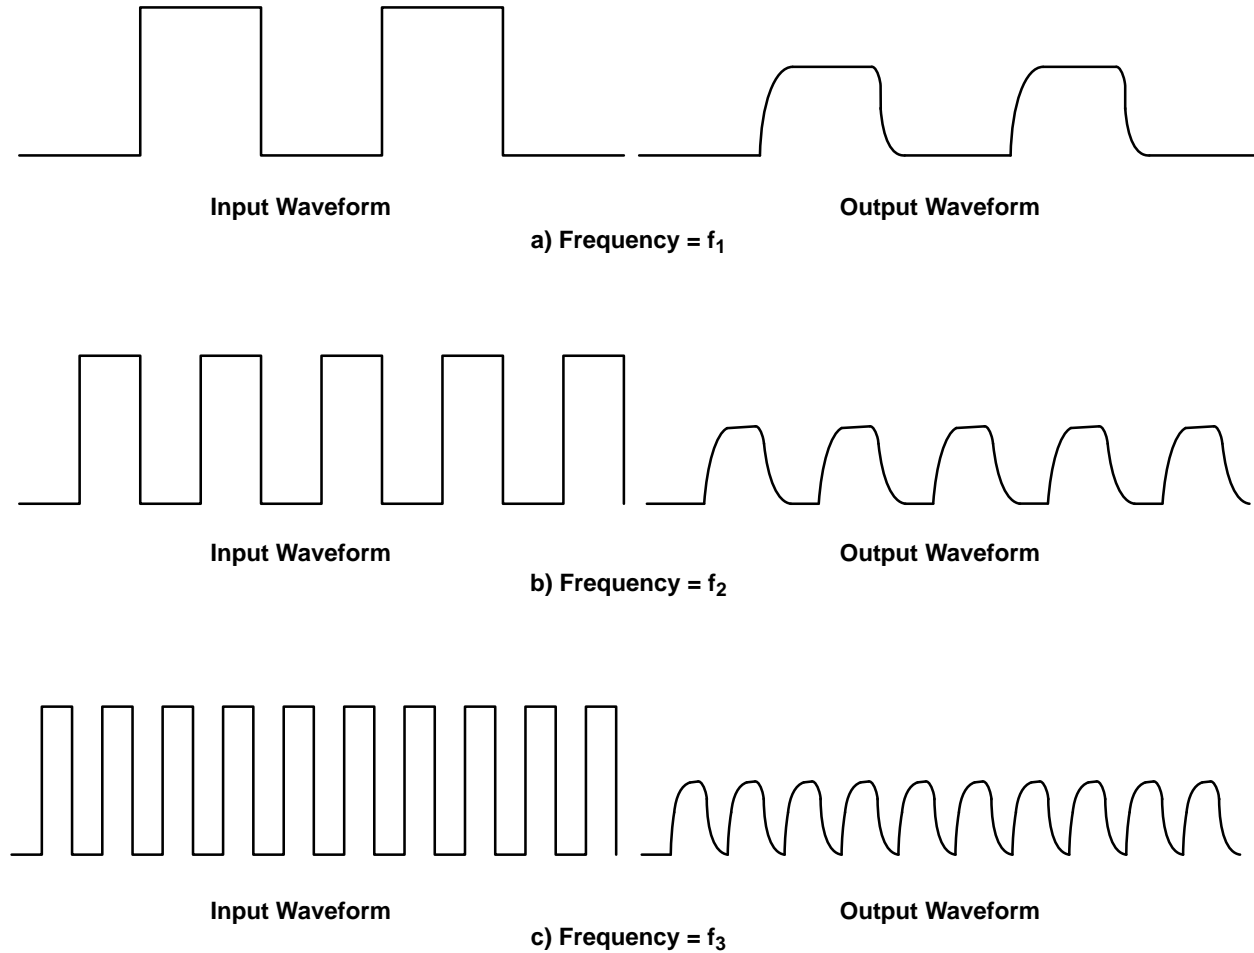 Input Waveform
Output Waveform
a) Frequency = f₁
Input Waveform
Output Waveform
b) Frequency = f₂
Input Waveform
Output Waveform
c) Frequency = f₃